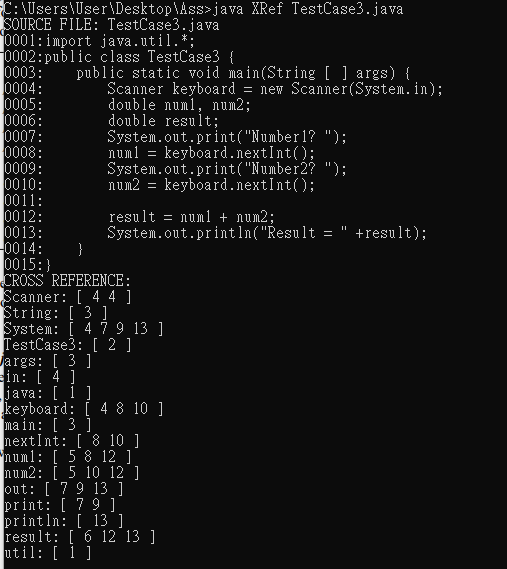 C:\Users\User\Desktop\Ass>java XRef TestCase3.java
SOURCE FILE: TestCase3.java
0001:import java.util.*;
0002:public class TestCase3 {
0003:    public static void main(String [ ] args) {
0004:        Scanner keyboard = new Scanner(System.in);
0005:        double num1, num2;
0006:        double result;
0007:        System.out.print("Number1? ");
0008:        num1 = keyboard.nextInt();
0009:        System.out.print("Number2? ");
0010:        num2 = keyboard.nextInt();
0011:
0012:        result = num1 + num2;
0013:        System.out.println("Result = " +result);
0014:    }
0015:}
CROSS REFERENCE:
Scanner: [ 4 4 ]
String: [ 3 ]
System: [ 4 7 9 13 ]
TestCase3: [ 2 ]
args: [ 3 ]
in: [ 4 ]
java: [ 1 ]
keyboard: [ 4 8 10 ]
main: [ 3 ]
nextInt: [ 8 10 ]
num1: [ 5 8 12 ]
num2: [ 5 10 12 ]
out: [ 7 9 13 ]
print: [ 7 9 ]
println: [ 13 ]
result: [ 6 12 13 ]
util: [ 1 ]